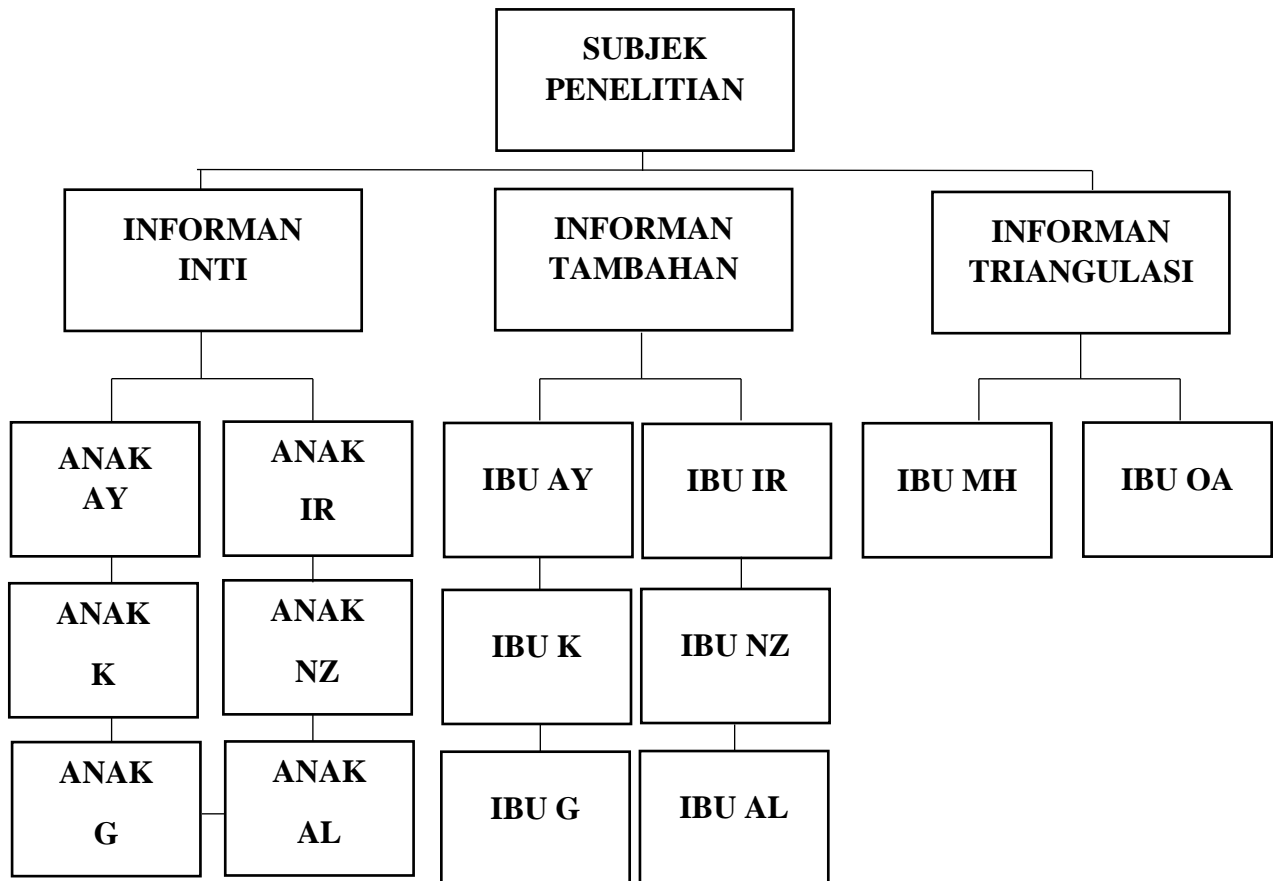 SUBJEK
PENELITIAN
INFORMAN
INTI
INFORMAN
TAMBAHAN
INFORMAN
TRIANGULASI
ANAK
AY
ANAK
IR
IBU AY
IBU IR
IBU MH
IBU OA
ANAK
K
ANAK
NZ
IBU K
IBU NZ
ANAK
G
ANAK
AL
IBU G
IBU AL